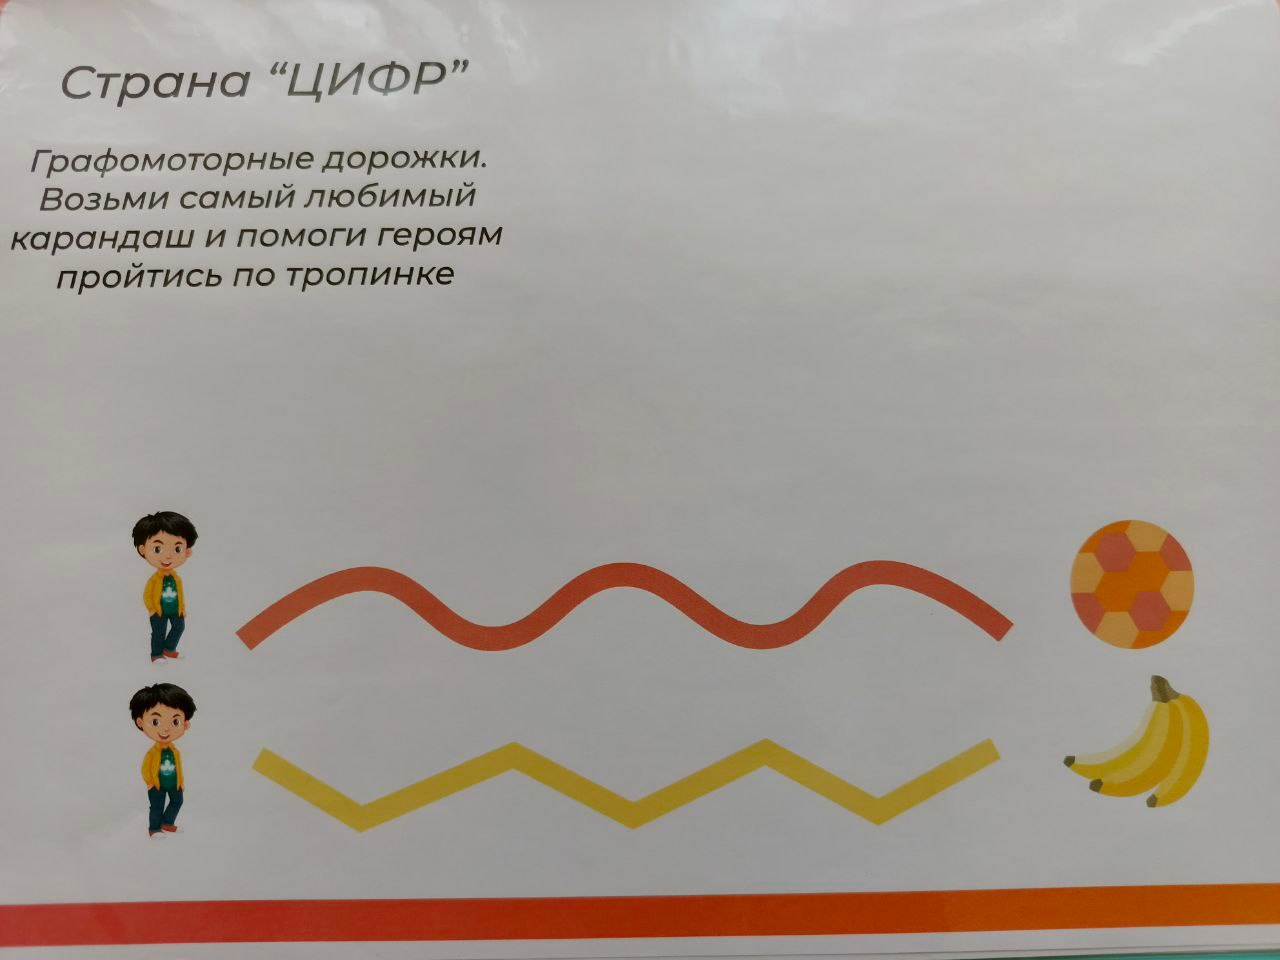 Страна “ЦИФР”
Графомоторные дорожки.
Возьми самый любимый
карандаш и помоги героям
пройтись по тропинке